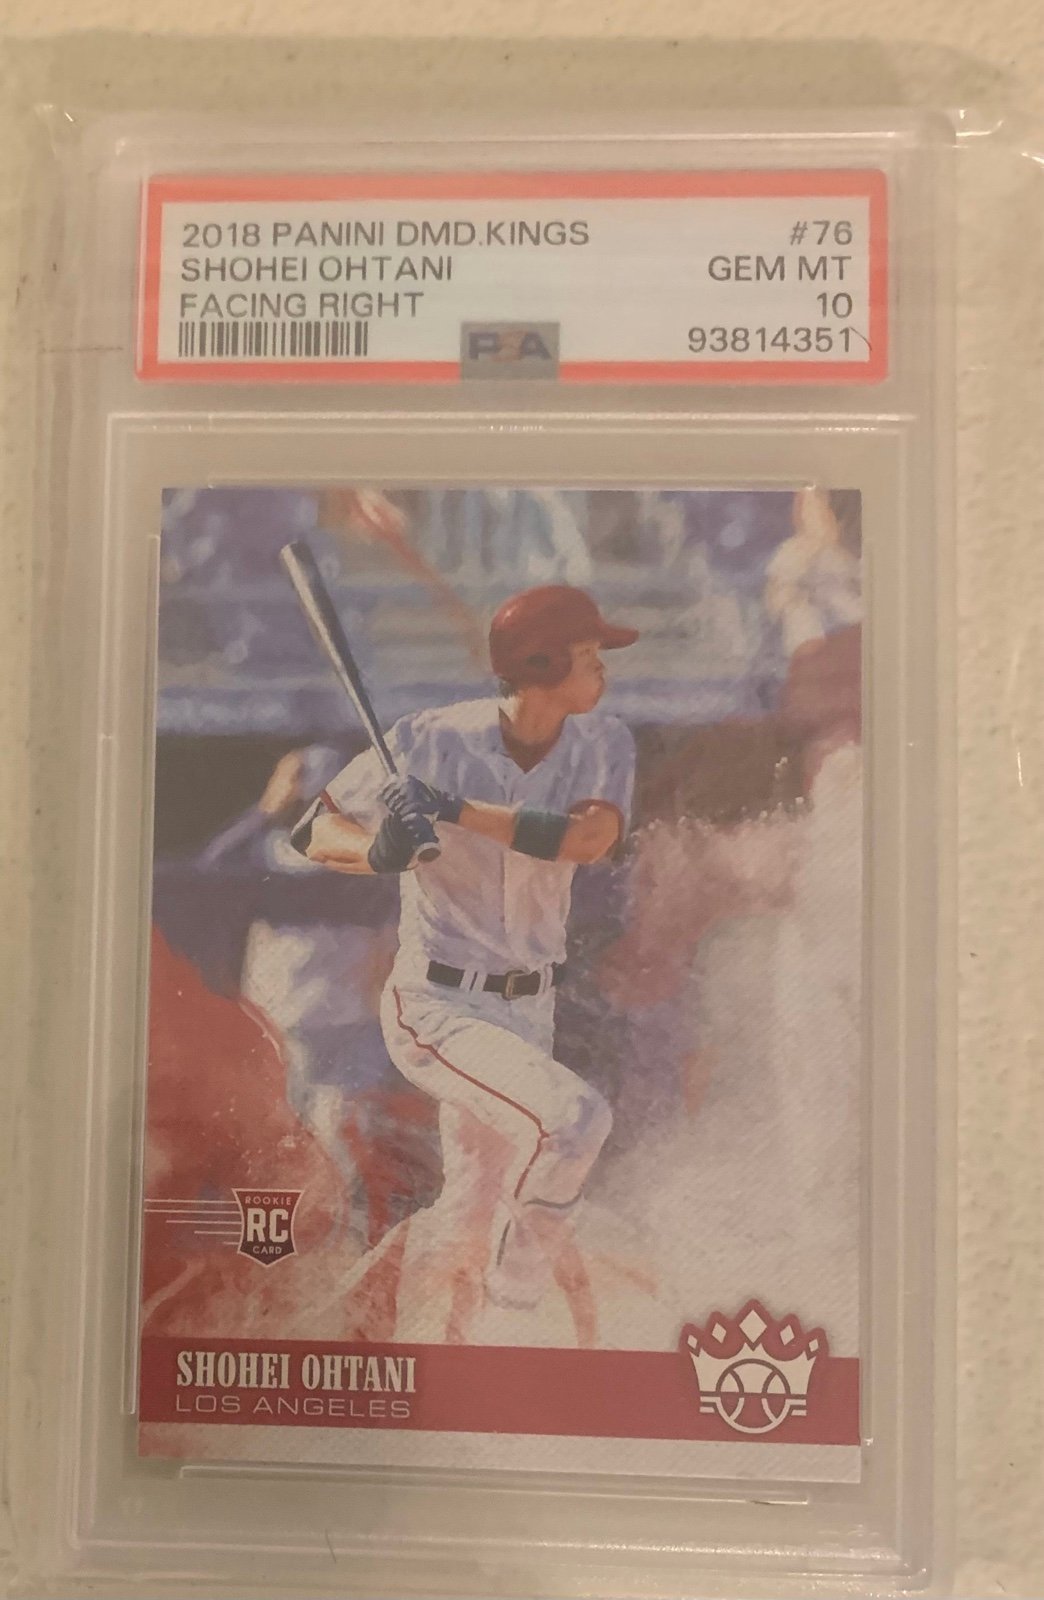 2018 PANINI DMD.KINGS #76
SHOHEI OHTANI GEM MT
FACING RIGHT 10
PSA 93814351
ROOKIE
RC
CARD
SHOHEI OHTANI
LOS ANGELES